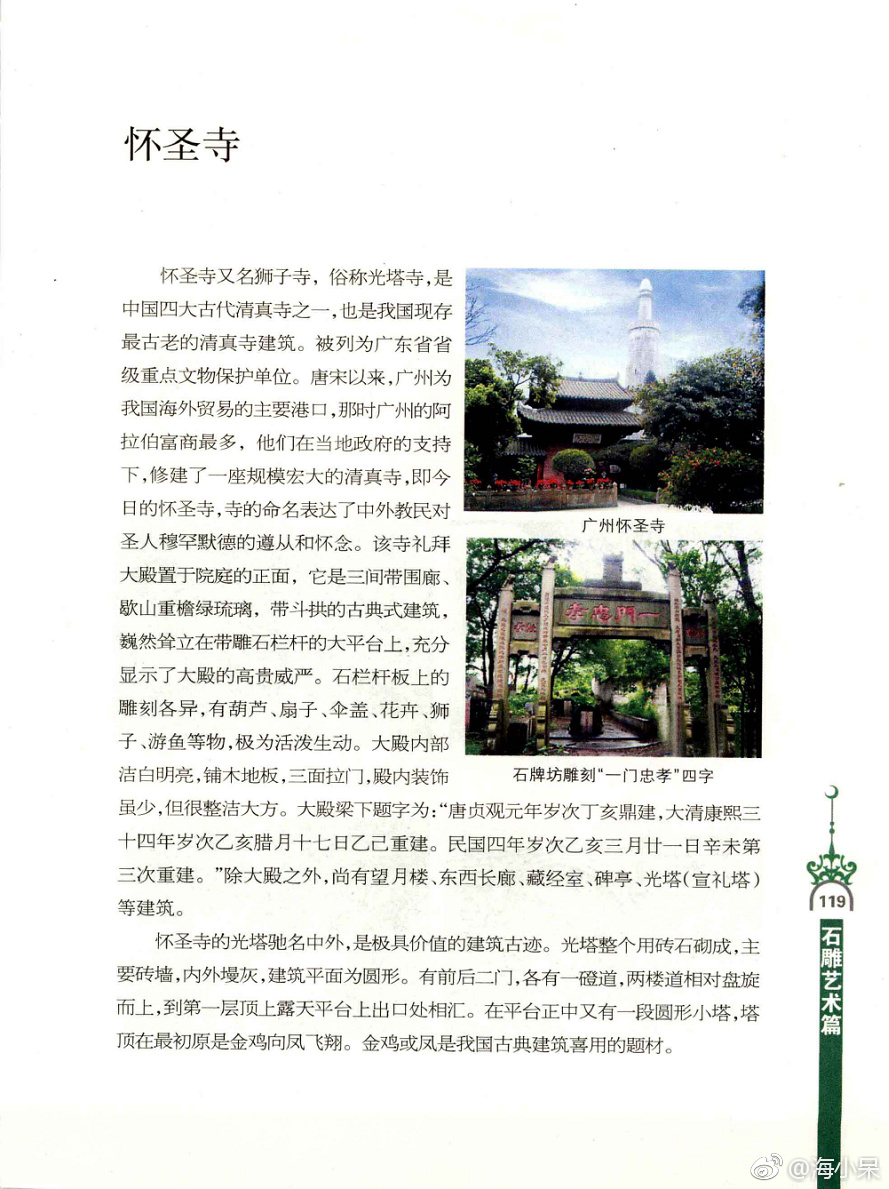 怀圣寺
怀圣寺又名狮子寺，俗称光塔寺，是
中国四大古代清真寺之一，也是我国现存
最古老的清真寺建筑。被列为广东省省
级重点文物保护单位。唐宋以来，广州为
我国海外贸易的主要港口，那时广州的阿
拉伯富商最多，他们在当地政府的支持
下，修建了一座规模宏大的清真寺，即今
日的怀圣寺，寺的命名表达了中外教民对
圣人穆罕默德的遵从和怀念。该寺礼拜
大殿置于院庭的正面，它是三间带围廊、
歇山重檐绿琉璃，带斗拱的古典式建筑，
巍然耸立在带雕石栏杆的大平台上，充分
显示了大殿的高贵威严。石栏杆板上的
雕刻各异，有葫芦、扇子、伞盖、花卉、狮
子、游鱼等物，极为活泼生动。大殿内部
洁白明亮，铺木地板，三面拉门，殿内装饰
虽少，但很整洁大方。大殿梁下题字为：“唐贞观元年岁次丁亥鼎建，大清康熙三
十四年岁次乙亥腊月十七日乙己重建。民国四年岁次乙亥三月廿一日辛未第
三次重建。”除大殿之外，尚有望月楼、东西长廊、藏经室、碑亭、光塔（宣礼塔）
等建筑。
怀圣寺的光塔驰名中外，是极具价值的建筑古迹。光塔整个用砖石砌成，主
要砖墙，内外墁灰，建筑平面为圆形。有前后二门，各有一磴道，两楼道相对盘旋
而上，到第一层顶上露天平台上出口处相汇。在平台正中又有一段圆形小塔，塔
顶在最初原是金鸡向凤飞翔。金鸡或凤是我国古典建筑喜用的题材。
广州怀圣寺
一門忠孝
石牌坊雕刻“一门忠孝”四字
119
石雕艺术篇
@海小呆